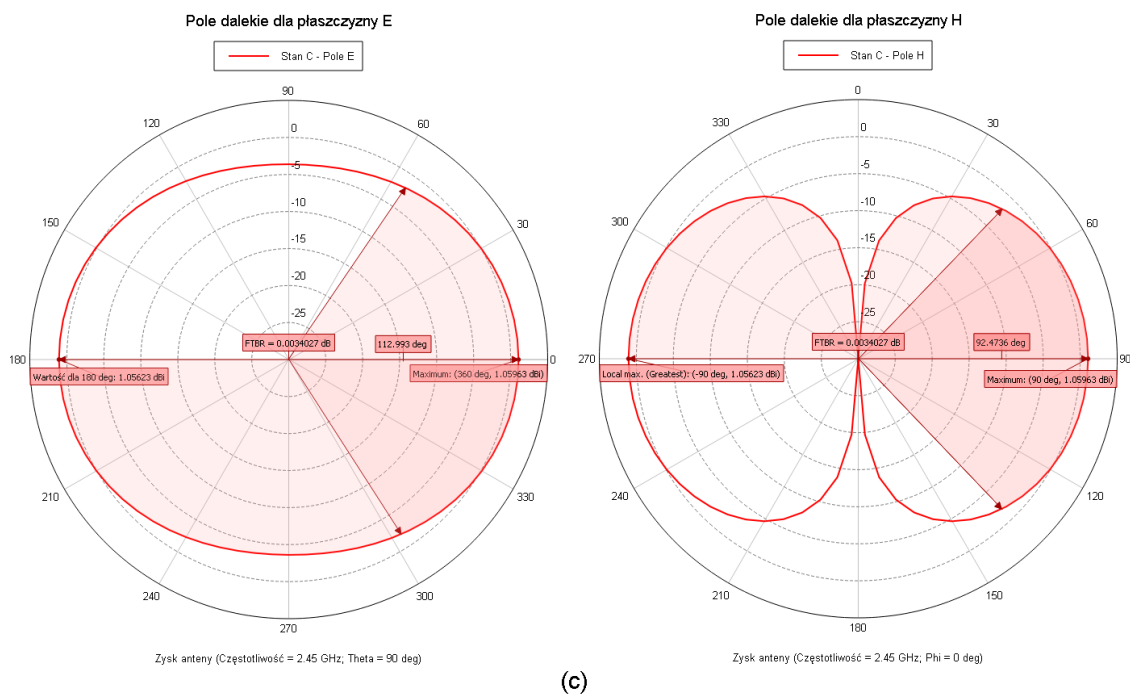 Pole dalekie dla płaszczyzny E
Stan C - Pole E
90
120
60
0
-5
150
30
-10
-15
-20
-25
FTBR = 0.0034027 dB
112.993 deg
180
0
Wartość dla 180 deg: 1.05623 dBi
Maximum: (360 deg, 1.05963 dBi)
210
330
240
300
270
Zysk anteny (Częstotliwość = 2.45 GHz; Theta = 90 deg)
Pole dalekie dla płaszczyzny H
Stan C - Pole H
0
330
30
0
-5
300
60
-10
-15
-20
-25
FTBR = 0.0034027 dB
92.4736 deg
270
90
Local max. (Greatest): (-90 deg, 1.05623 dBi)
Maximum: (90 deg, 1.05963 dBi)
240
120
210
150
180
Zysk anteny (Częstotliwość = 2.45 GHz; Phi = 0 deg)
(c)